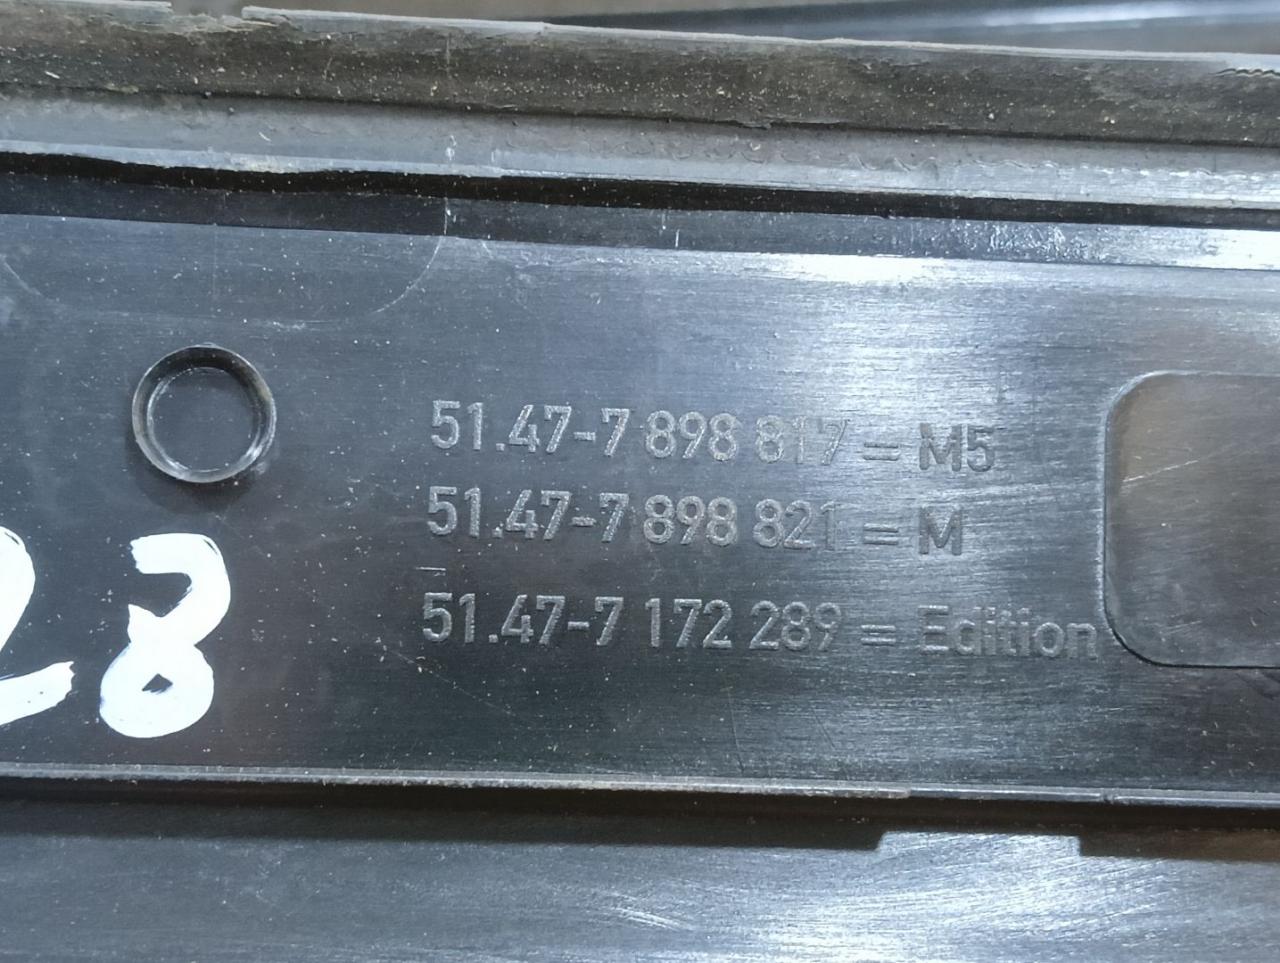 51.47-7 898 817 = M5
51.47-7 898 821 = M
51.47-7 172 289 = Edition
28